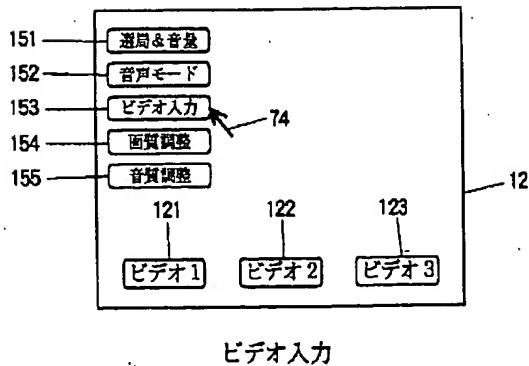 151 選局&音量
152 音声モード
153 ビデオ入力
74
154 画質調整
155 音質調整
12
121 122 123
ビデオ1 ビデオ2 ビデオ3
ビデオ入力